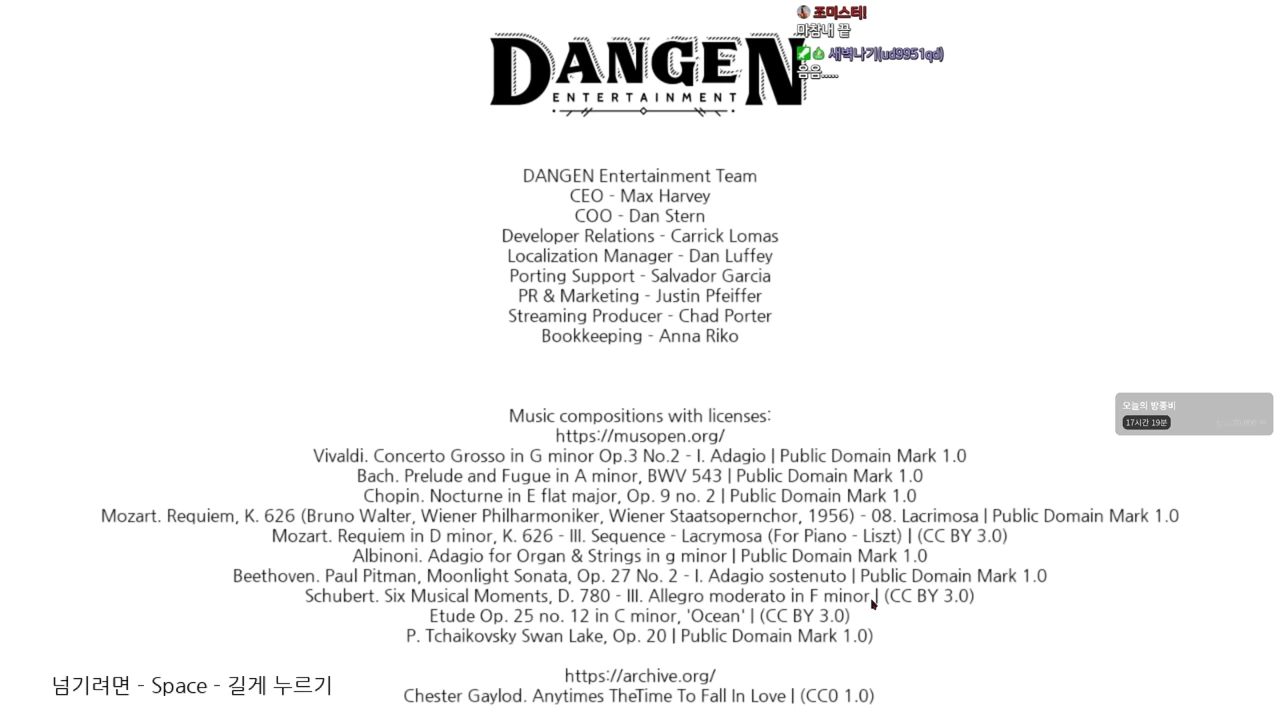 조미스테!
마참내 끝
새벽나기(ud9951qd)
음음.....
DANGEN
ENTERTAINMENT
DANGEN Entertainment Team
CEO - Max Harvey
COO - Dan Stern
Developer Relations - Carrick Lomas
Localization Manager - Dan Luffey
Porting Support - Salvador Garcia
PR & Marketing - Justin Pfeiffer
Streaming Producer - Chad Porter
Bookkeeping - Anna Riko
Music compositions with licenses:
https://musopen.org/
Vivaldi. Concerto Grosso in G minor Op.3 No.2 - I. Adagio | Public Domain Mark 1.0
Bach. Prelude and Fugue in A minor, BWV 543 | Public Domain Mark 1.0
Chopin. Nocturne in E flat major, Op. 9 no. 2 | Public Domain Mark 1.0
Mozart. Requiem, K. 626 (Bruno Walter, Wiener Philharmoniker, Wiener Staatsopernchor, 1956) - 08. Lacrimosa | Public Domain Mark 1.0
Mozart. Requiem in D minor, K. 626 - III. Sequence - Lacrymosa (For Piano - Liszt) | (CC BY 3.0)
Albinoni. Adagio for Organ & Strings in g minor | Public Domain Mark 1.0
Beethoven. Paul Pitman, Moonlight Sonata, Op. 27 No. 2 - I. Adagio sostenuto | Public Domain Mark 1.0
Schubert. Six Musical Moments, D. 780 - III. Allegro moderato in F minor | (CC BY 3.0)
Etude Op. 25 no. 12 in C minor, 'Ocean' | (CC BY 3.0)
P. Tchaikovsky Swan Lake, Op. 20 | Public Domain Mark 1.0)
https://archive.org/
Chester Gaylod. Anytimes TheTime To Fall In Love | (CC0 1.0)
오늘의 방종비
17시간 19분
넘기려면 - Space - 길게 누르기